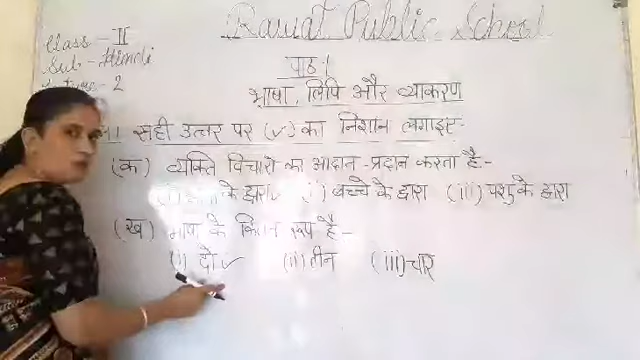 Rawat Public School
Class - II
Sub - Hindi
- 2
पाठ-1
भाषा, लिपि और व्याकरण
1 सही उत्तर पर (✓) का निशान लगाइए-
(क) व्यक्ति विचारों का आदान-प्रदान करता है-
के द्वारा✓ (ii) बच्चे के द्वारा (iii) पशु के द्वारा
(ख) भाषा के कितने रूप हैं-
(i) दो✓ (ii) तीन (iii) चार